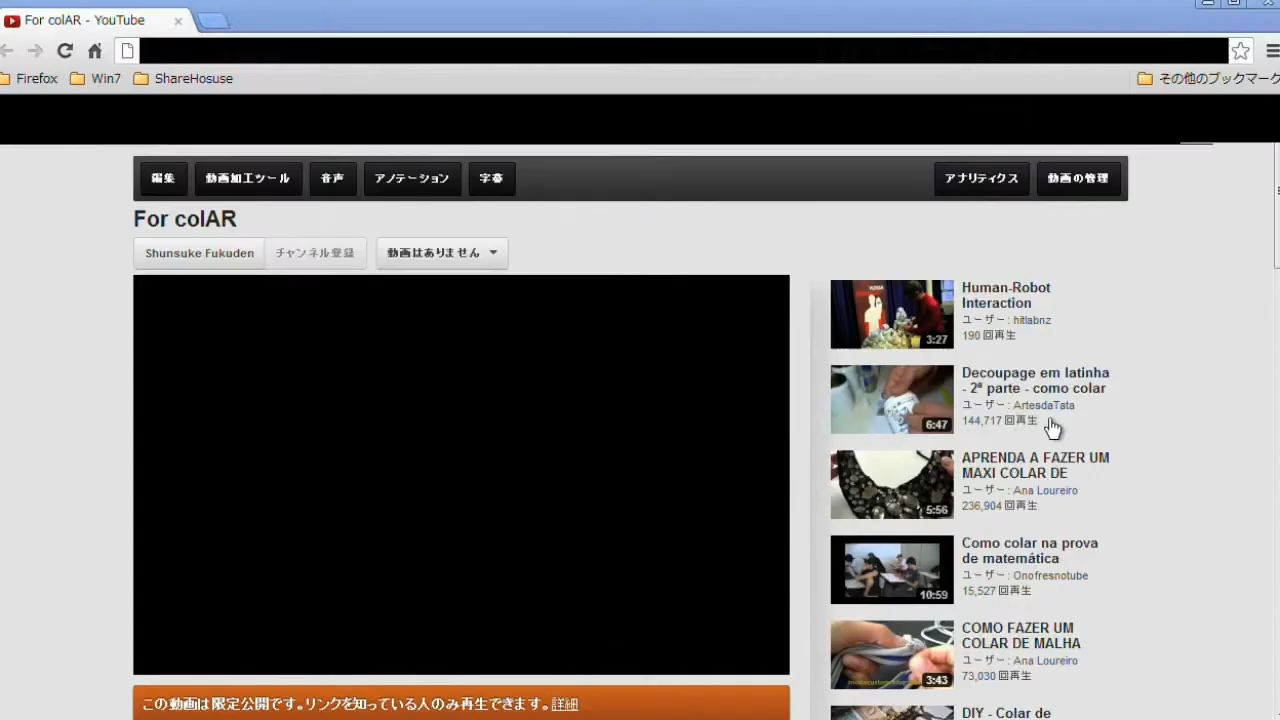 For colAR - YouTube
Firefox
Win7
ShareHosuse
その他のブックマーク
編集
動画加工ツール
音声
アノテーション
字幕
アナリティクス
動画の管理
For colAR
Shunsuke Fukuden
チャンネル登録
動画はありません
Human-Robot
Interaction
ユーザー: hitlabnz
190 回再生
3:27
Decoupage em latinha
- 2ª parte - como colar
ユーザー: ArtesdaTata
144,717 回再生
6:47
APRENDA A FAZER UM
MAXI COLAR DE
ユーザー: Ana Loureiro
236,904 回再生
5:56
Como colar na prova
de matemática
ユーザー: Onofresnotube
15,527 回再生
10:59
COMO FAZER UM
COLAR DE MALHA
ユーザー: Ana Loureiro
73,030 回再生
3:43
DIY - Colar de
この動画は限定公開です。リンクを知っている人のみ再生できます。詳細